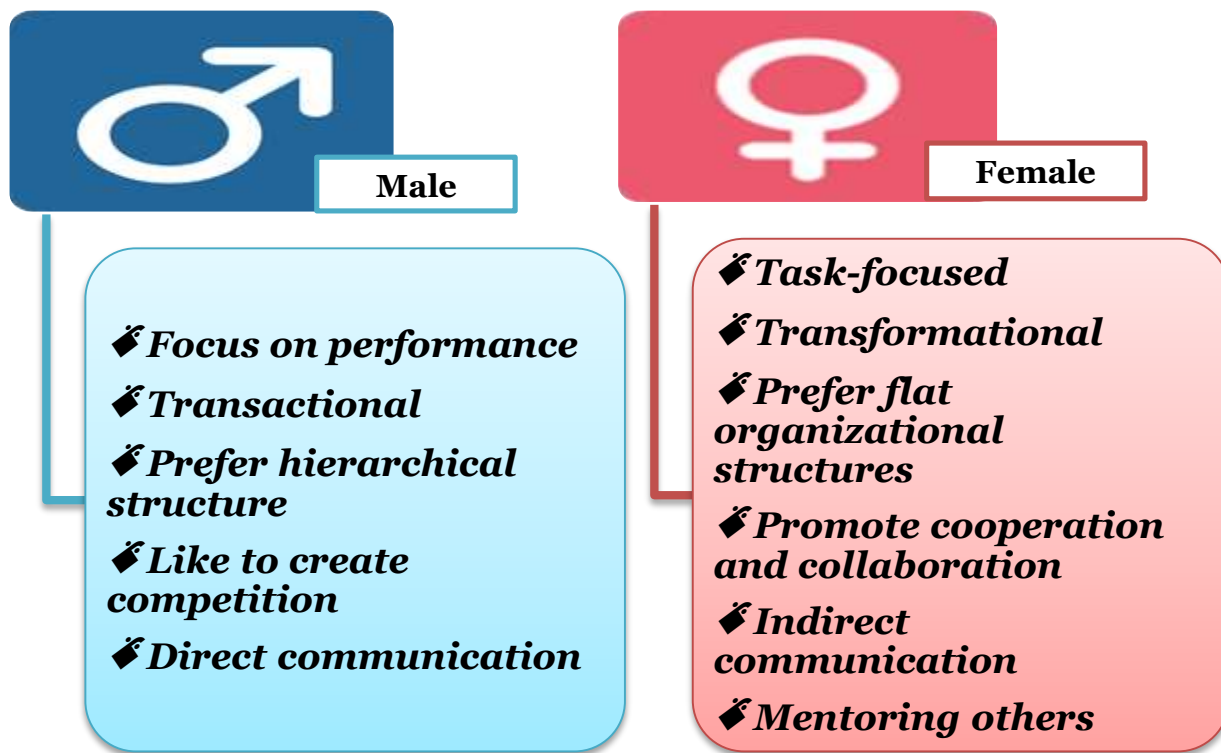 Male
Focus on performance
Transactional
Prefer hierarchical
structure
Like to create
competition
Direct communication
Female
Task-focused
Transformational
Prefer flat
organizational
structures
Promote cooperation
and collaboration
Indirect
communication
Mentoring others